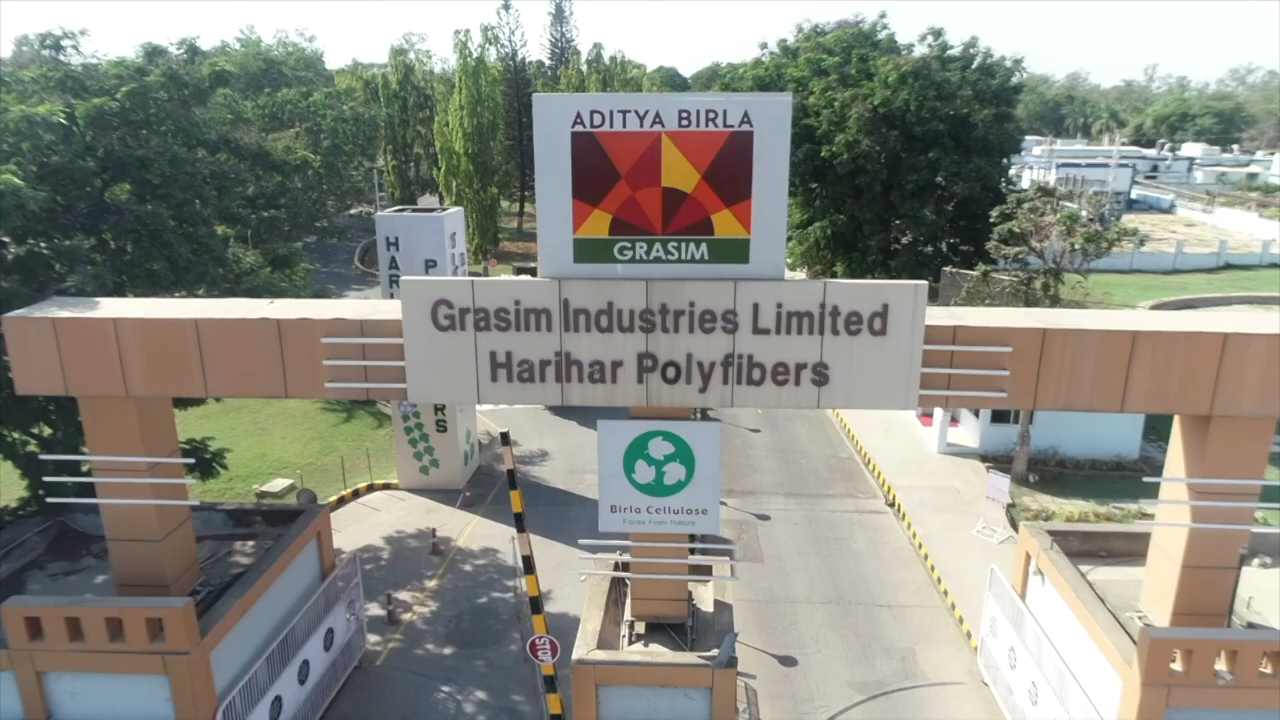 ADITYA BIRLA
GRASIM
Grasim Industries Limited
Harihar Polyfibers
Birla Cellulose
Fibres From Nature
STOP